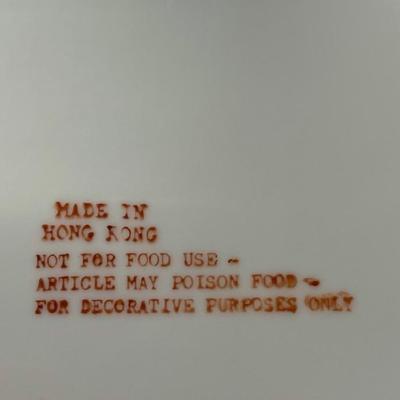 MADE IN
HONG KONG
NOT FOR FOOD USE ~
ARTICLE MAY POISON FOOD ~
FOR DECORATIVE PURPOSES ONLY